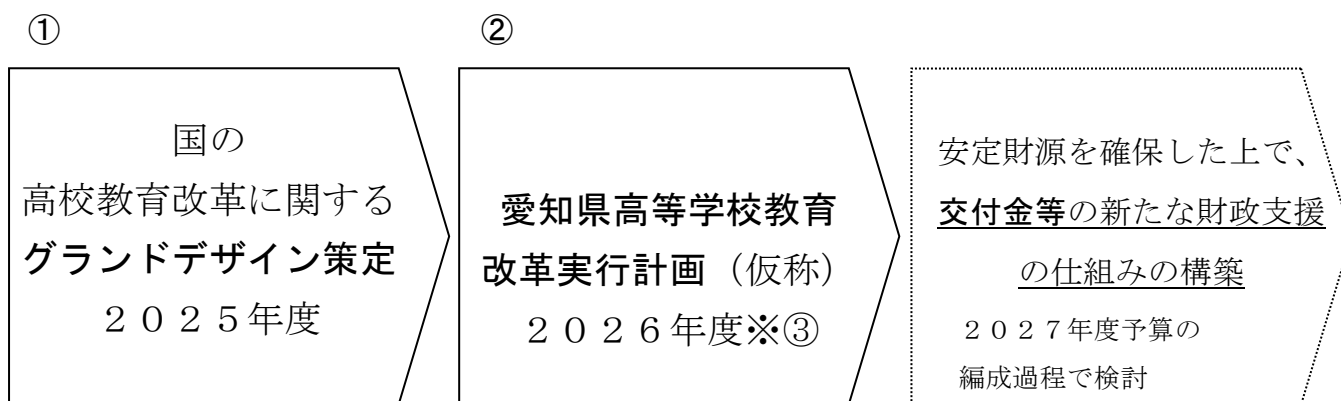 ①
国の
高校教育改革に関する
グランドデザイン策定
２０２５年度
②
愛知県高等学校教育
改革実行計画（仮称）
２０２６年度※③
安定財源を確保した上で、
交付金等の新たな財政支援
の仕組みの構築
２０２７年度予算の
編成過程で検討